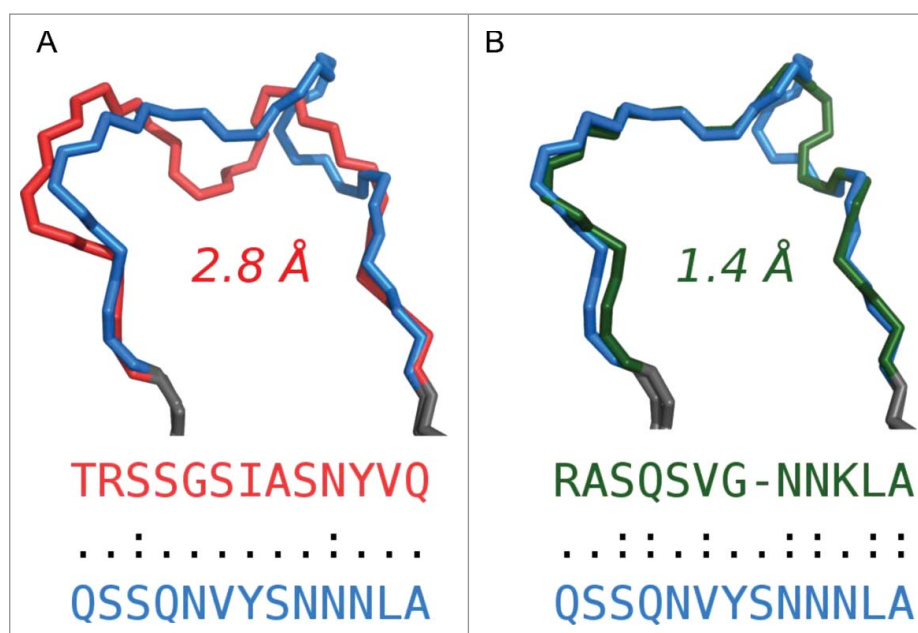 A
2.8 Å
TRSSGSIASNYVQ
..:......:...
QSSQNVYSNNNLA
B
1.4 Å
RASQSVG-NNKLA
..::.:..::.::
QSSQNVYSNNNLA